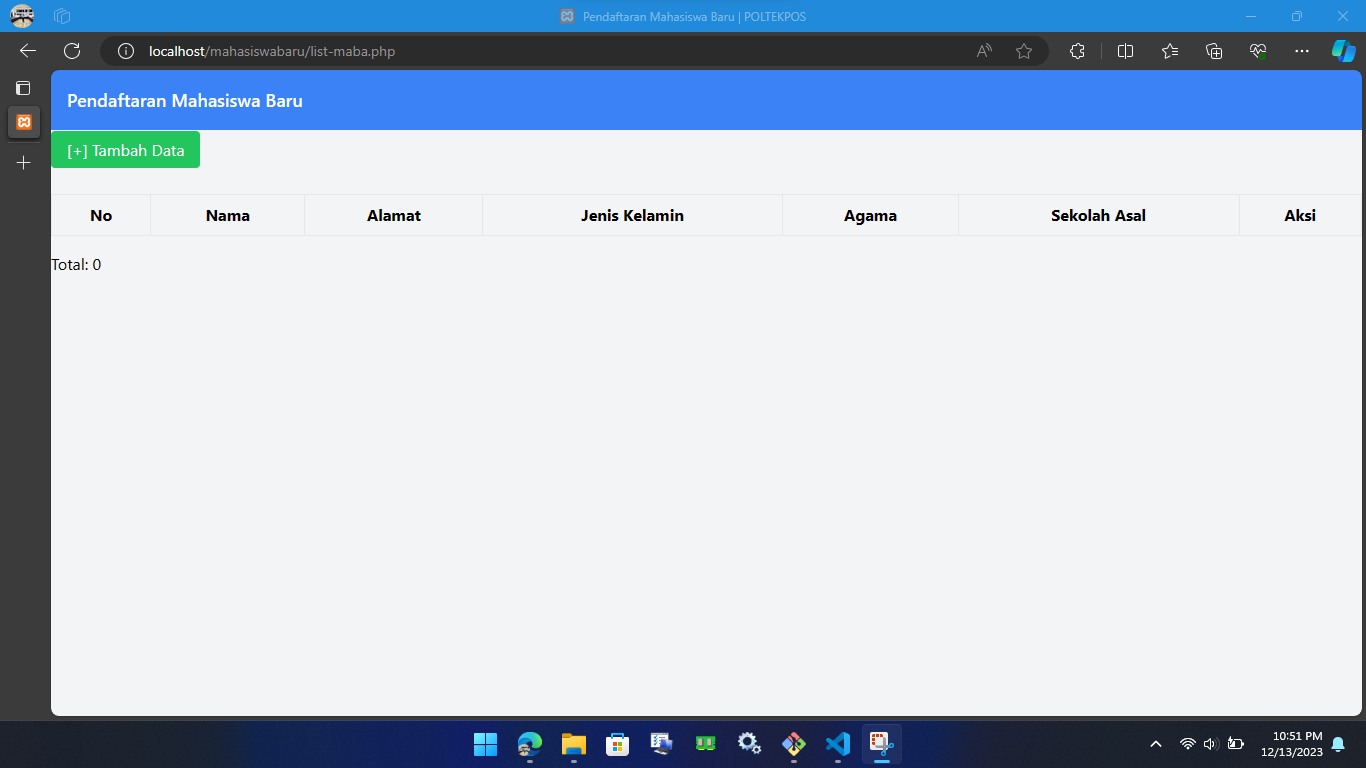 Pendaftaran Mahasiswa Baru | POLTEKPOS
localhost/mahasiswabaru/list-maba.php
Pendaftaran Mahasiswa Baru
[+] Tambah Data
No Nama Alamat Jenis Kelamin Agama Sekolah Asal Aksi
Total: 0
10:51 PM
12/13/2023